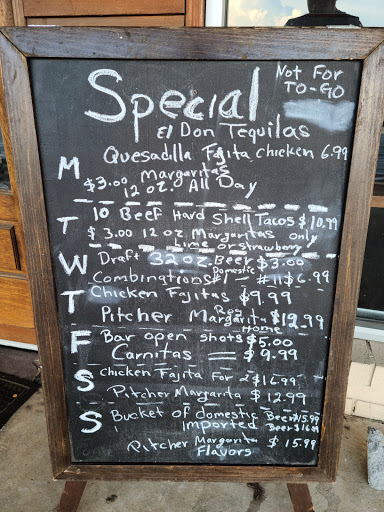 Special
Not For
TO-GO
El Don Tequilas
Quesadilla Fajita chicken 6.99
M
Margaritas
$3.00 12 oz. All Day
T
10 Beef Hard Shell Tacos $10.99
$3.00 12 oz. Margaritas only
Lime or strawberry
W
Draft 32 oz. Beer $3.00
Domestic
Combinations #1 — #11 $6.99
T
Chicken Fajitas $9.99
Pitcher Margarita $12.99
Home
F
Bar open shots $5.00
Carnitas = $9.99
S
chicken Fajita For 2 $16.99
Pitcher Margarita $12.99
S
Bucket of domestic Beer $15.99
Imported Beer
Pitcher Margarita $15.99
Flavors